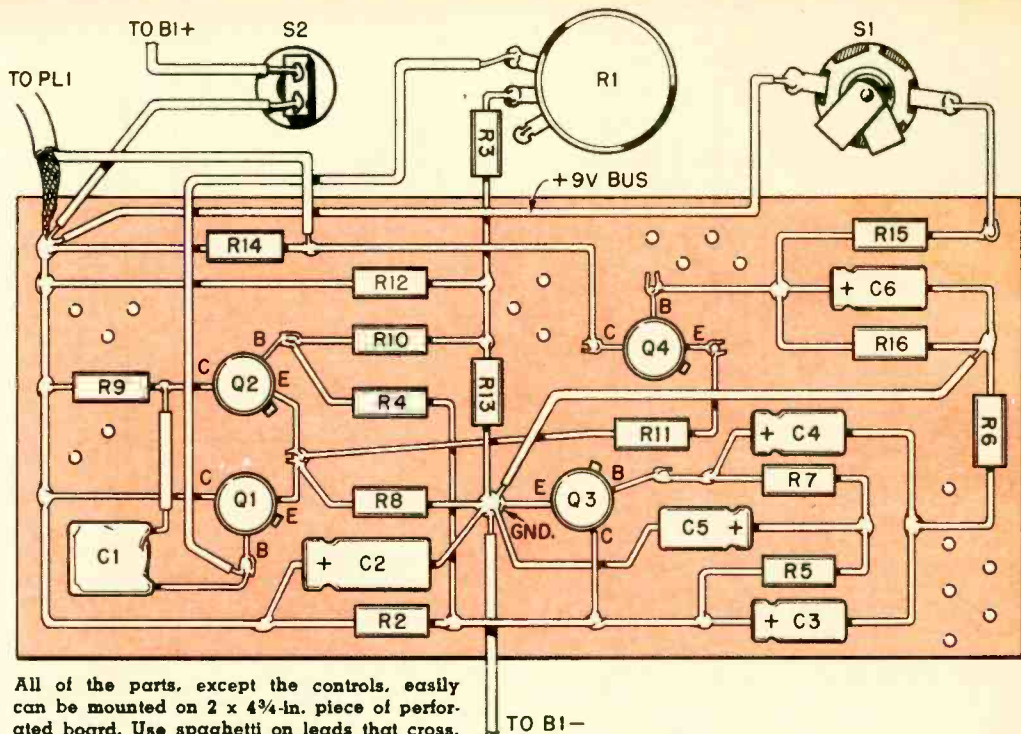 TO B1+
S2
S1
TO PL1
R1
R3
+9V BUS
R14
R15
R12
C6
+
B
R10
B
C
E
R16
C
Q4
Q2
E
R9
R13
R4
R6
R11
+ C4
B
Q1
R8
E
Q3
R7
E
GND.
C5 +
C1
B
C
+ C2
R5
R2
+ C3
All of the parts, except the controls, easily
can be mounted on 2 x 4¾-in. piece of perfor-
ated board. Use spaghetti on leads that cross.
TO B1−